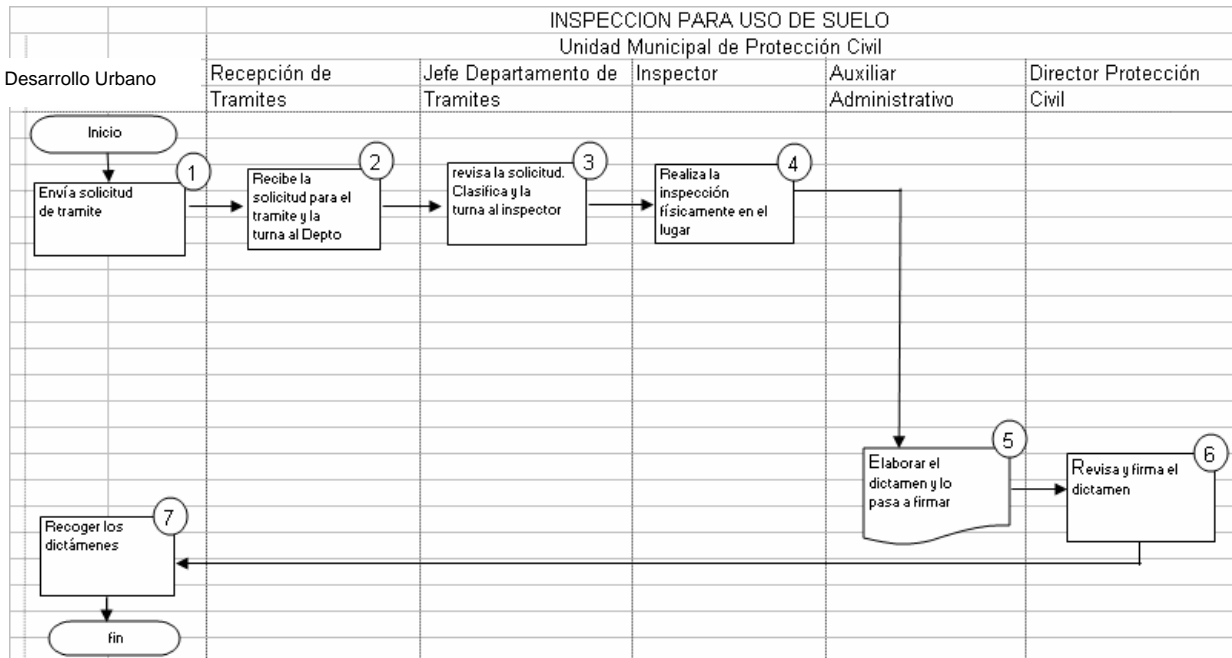 INSPECCION PARA USO DE SUELO
Unidad Municipal de Protección Civil
Desarrollo Urbano
Recepción de
Tramites
Jefe Departamento de
Tramites
Inspector
Auxiliar
Administrativo
Director Protección
Civil
Inicio
1
Envía solicitud
de tramite
2
Recibe la
solicitud para el
tramite y la
turna al Depto
3
revisa la solicitud.
Clasifica y la
turna al inspector
4
Realiza la
inspección
físicamente en el
lugar
5
Elaborar el
dictamen y lo
pasa a firmar
6
Revisa y firma el
dictamen
7
Recoger los
dictámenes
fin